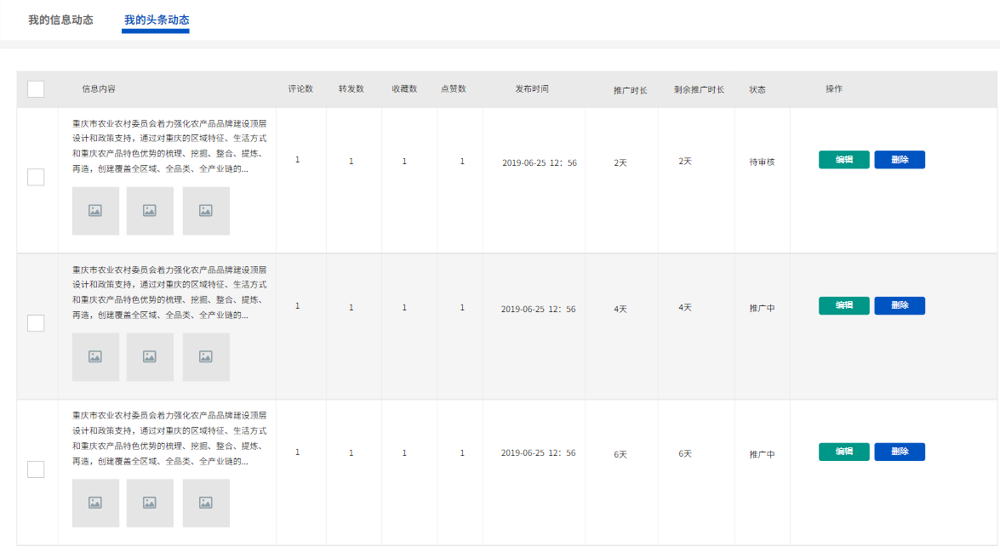 我的信息动态 我的头条动态
信息内容 评论数 转发数 收藏数 点赞数 发布时间 推广时长 剩余推广时长 状态 操作
重庆市农业农村委员会着力强化农产品品牌建设顶层
设计和政策支持，通过对重庆的区域特征、生活方式
和重庆农产品特色优势的梳理、挖掘、整合、提炼、
再造，创建覆盖全区域、全品类、全产业链的...
1 1 1 1 2019-06-25 12：56 2天 2天 待审核 编辑 删除
重庆市农业农村委员会着力强化农产品品牌建设顶层
设计和政策支持，通过对重庆的区域特征、生活方式
和重庆农产品特色优势的梳理、挖掘、整合、提炼、
再造，创建覆盖全区域、全品类、全产业链的...
1 1 1 1 2019-06-25 12：56 4天 4天 推广中 编辑 删除
重庆市农业农村委员会着力强化农产品品牌建设顶层
设计和政策支持，通过对重庆的区域特征、生活方式
和重庆农产品特色优势的梳理、挖掘、整合、提炼、
再造，创建覆盖全区域、全品类、全产业链的...
1 1 1 1 2019-06-25 12：56 6天 6天 推广中 编辑 删除